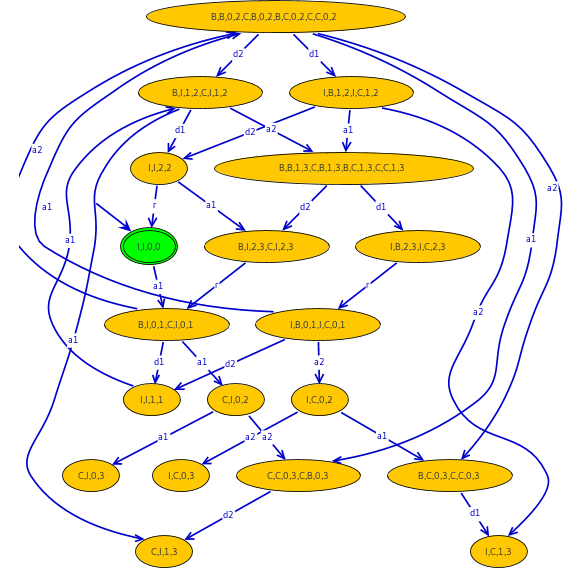 B,B,0,2,C,B,0,2,B,C,0,2,C,C,0,2
d2
d1
B,I,1,2,C,I,1,2
I,B,1,2,I,C,1,2
d1
d2
a2
a1
a2
a2
I,I,2,2
B,B,1,3,C,B,1,3,B,C,1,3,C,C,1,3
r
a1
d2
d1
a1
a1
a1
I,I,0,0
B,I,2,3,C,I,2,3
I,B,2,3,I,C,2,3
a1
r
r
a2
B,I,0,1,C,I,0,1
I,B,0,1,I,C,0,1
a1
d1
a1
d2
a2
I,I,1,1
C,I,0,2
I,C,0,2
a1
a2
a2
a1
C,I,0,3
I,C,0,3
C,C,0,3,C,B,0,3
B,C,0,3,C,C,0,3
d2
d1
C,I,1,3
I,C,1,3